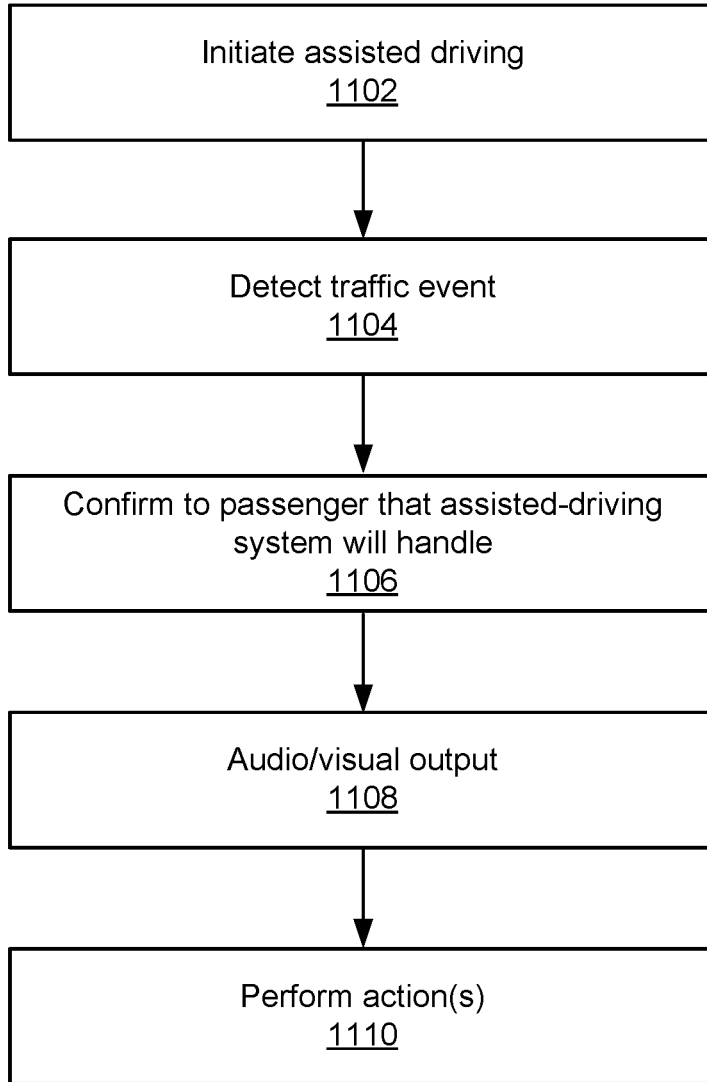 Initiate assisted driving
1102
Detect traffic event
1104
Confirm to passenger that assisted-driving
system will handle
1106
Audio/visual output
1108
Perform action(s)
1110